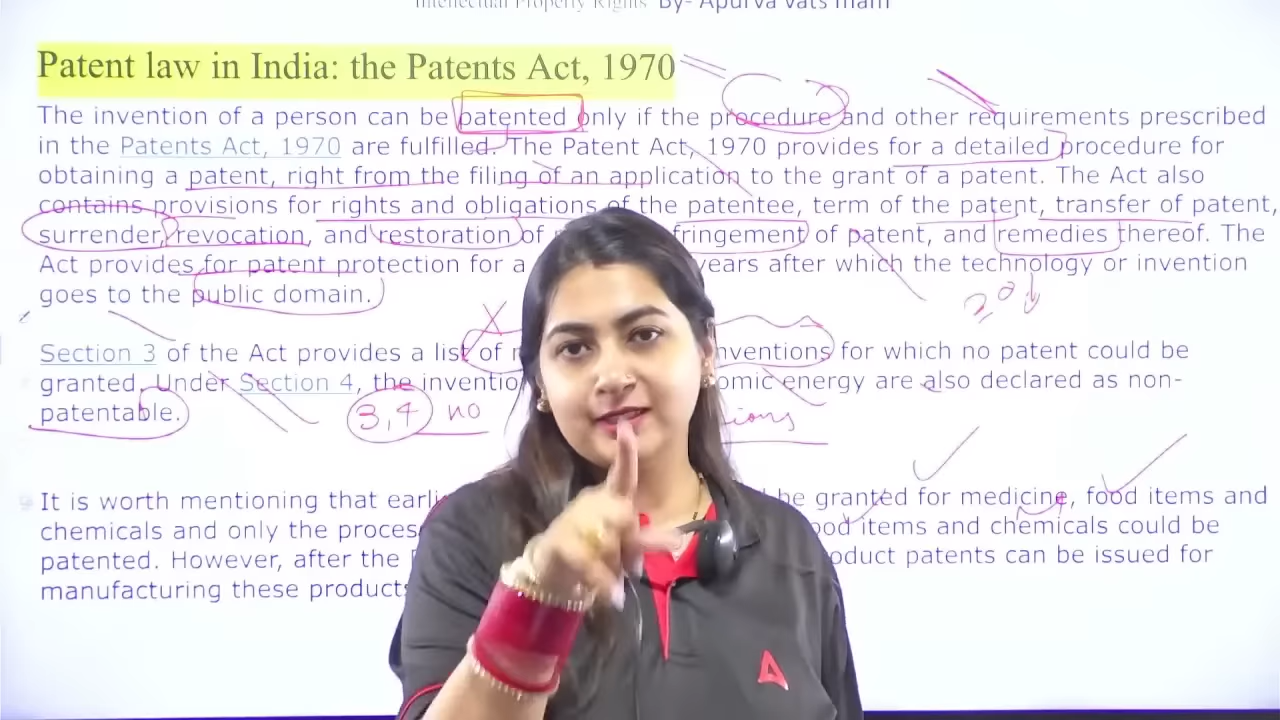 Intellectual Property Rights By- Apurva Vats mam
Patent law in India: the Patents Act, 1970
The invention of a person can be patented only if the procedure and other requirements prescribed
in the Patents Act, 1970 are fulfilled. The Patent Act, 1970 provides for a detailed procedure for
obtaining a patent, right from the filing of an application to the grant of a patent. The Act also
contains provisions for rights and obligations of the patentee, term of the patent, transfer of patent,
surrender, revocation, and restoration of fringement of patent, and remedies thereof. The
Act provides for patent protection for a years after which the technology or invention
goes to the public domain.
20
Section 3 of the Act provides a list of nventions for which no patent could be
granted. Under Section 4, the inventio omic energy are also declared as non-
patentable.
3,4 no ions
It is worth mentioning that earli be granted for medicine, food items and
chemicals and only the proces ood items and chemicals could be
patented. However, after the oduct patents can be issued for
manufacturing these products